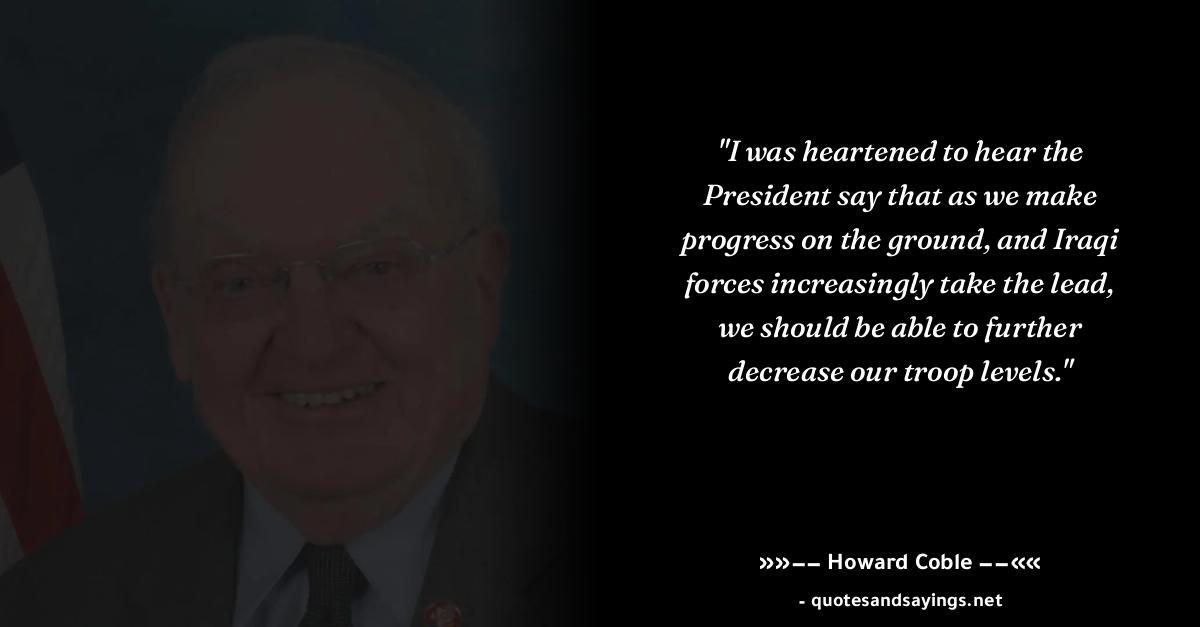 "I was heartened to hear the
President say that as we make
progress on the ground, and Iraqi
forces increasingly take the lead,
we should be able to further
decrease our troop levels."
»»—— Howard Coble ——««
- quotesandsayings.net